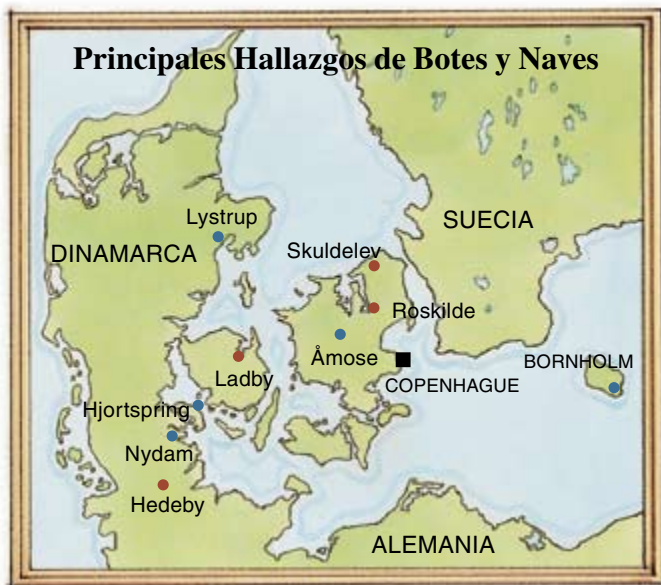 Principales Hallazgos de Botes y Naves
Lystrup
SUECIA
DINAMARCA
Skuldelev
Roskilde
Åmose
BORNHOLM
Ladby
COPENHAGUE
Hjortspring
Nydam
Hedeby
ALEMANIA